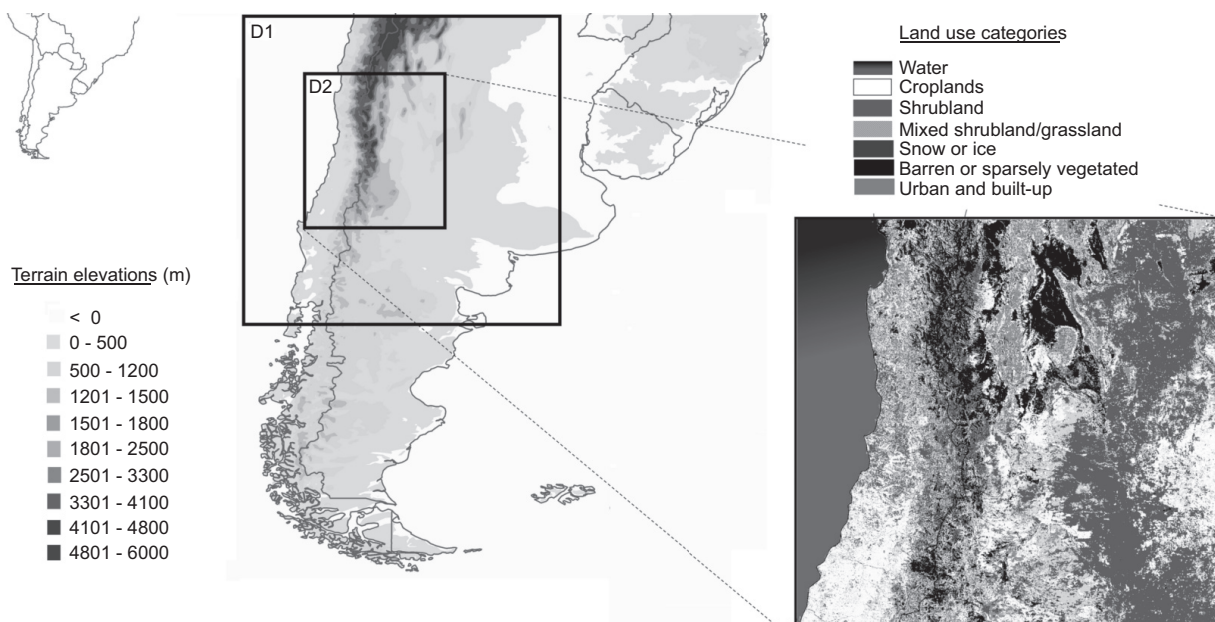 D1
D2
Terrain elevations (m)
< 0
0 - 500
500 - 1200
1201 - 1500
1501 - 1800
1801 - 2500
2501 - 3300
3301 - 4100
4101 - 4800
4801 - 6000
Land use categories
Water
Croplands
Shrubland
Mixed shrubland/grassland
Snow or ice
Barren or sparsely vegetated
Urban and built-up